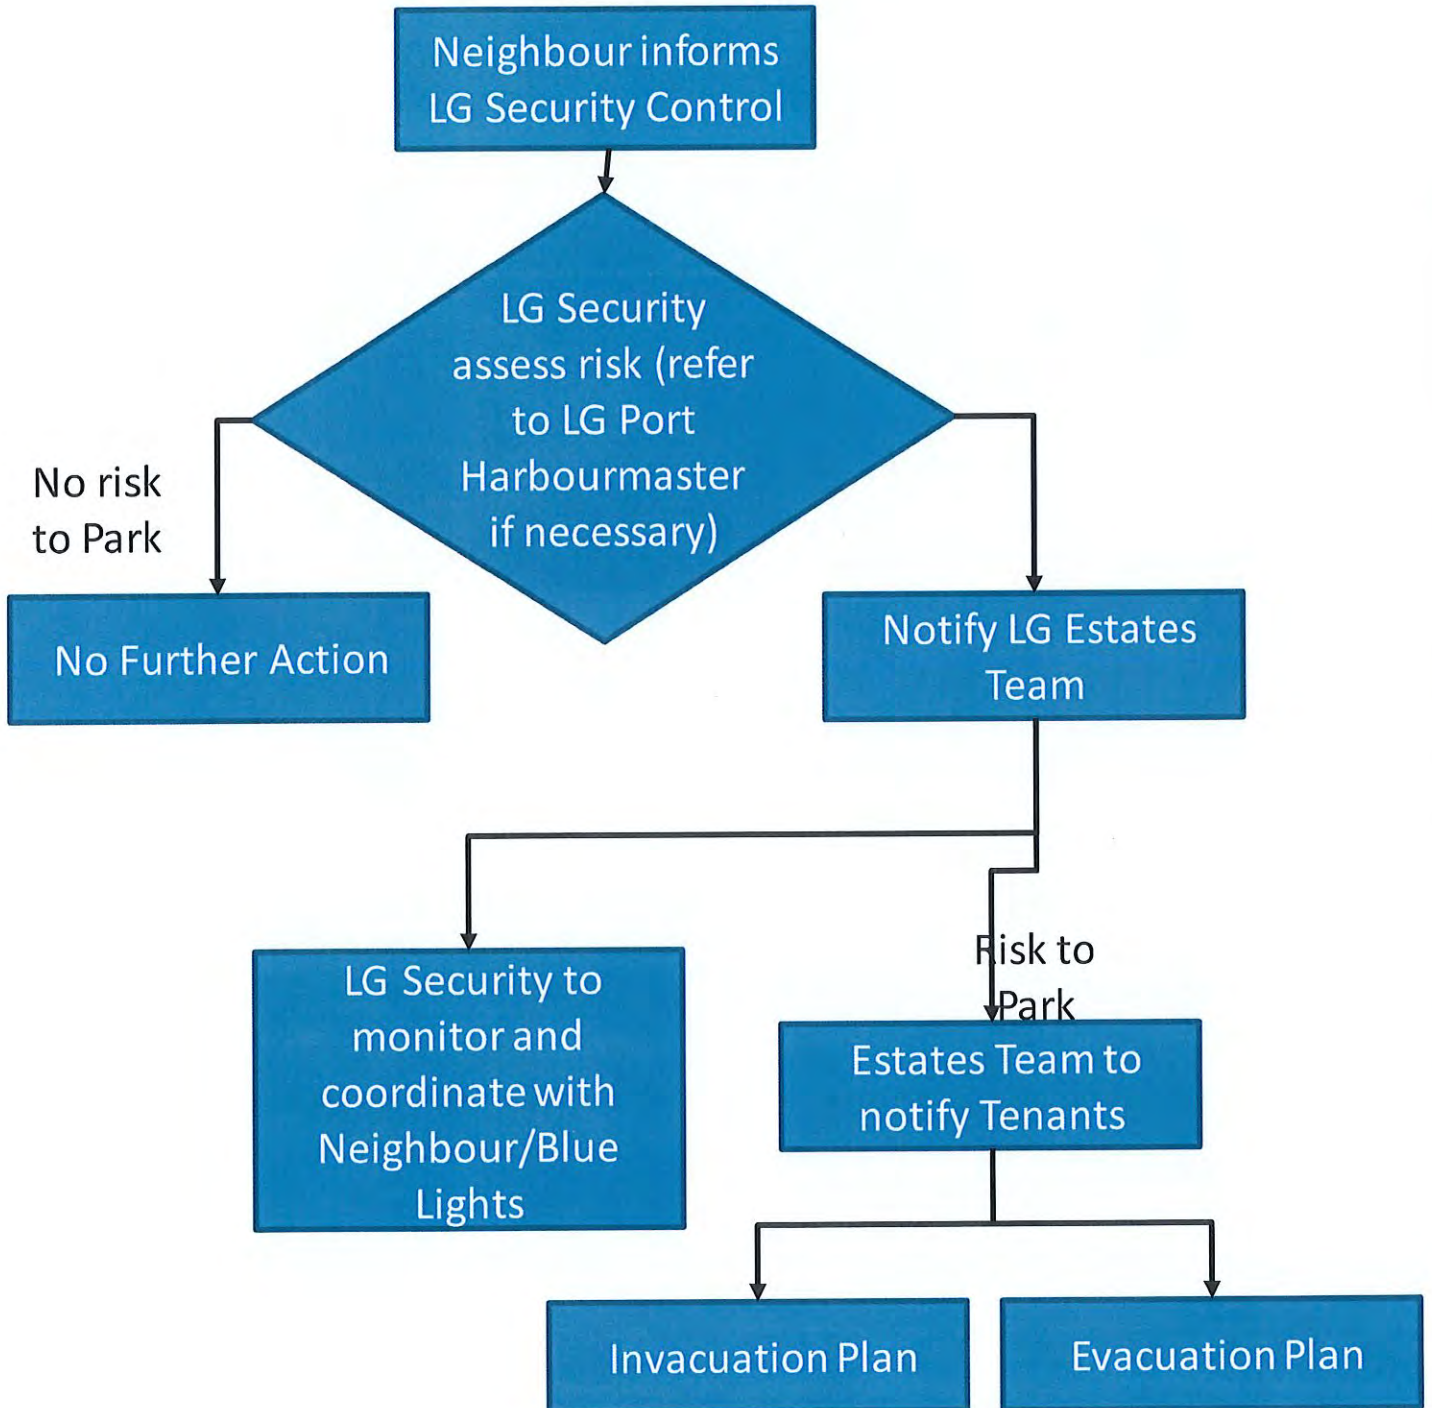 Neighbour informs
LG Security Control
LG Security
assess risk (refer
to LG Port
Harbourmaster
if necessary)
No risk
to Park
No Further Action
Notify LG Estates
Team
Risk to
Park
LG Security to
monitor and
coordinate with
Neighbour/Blue
Lights
Estates Team to
notify Tenants
Invacuation Plan
Evacuation Plan